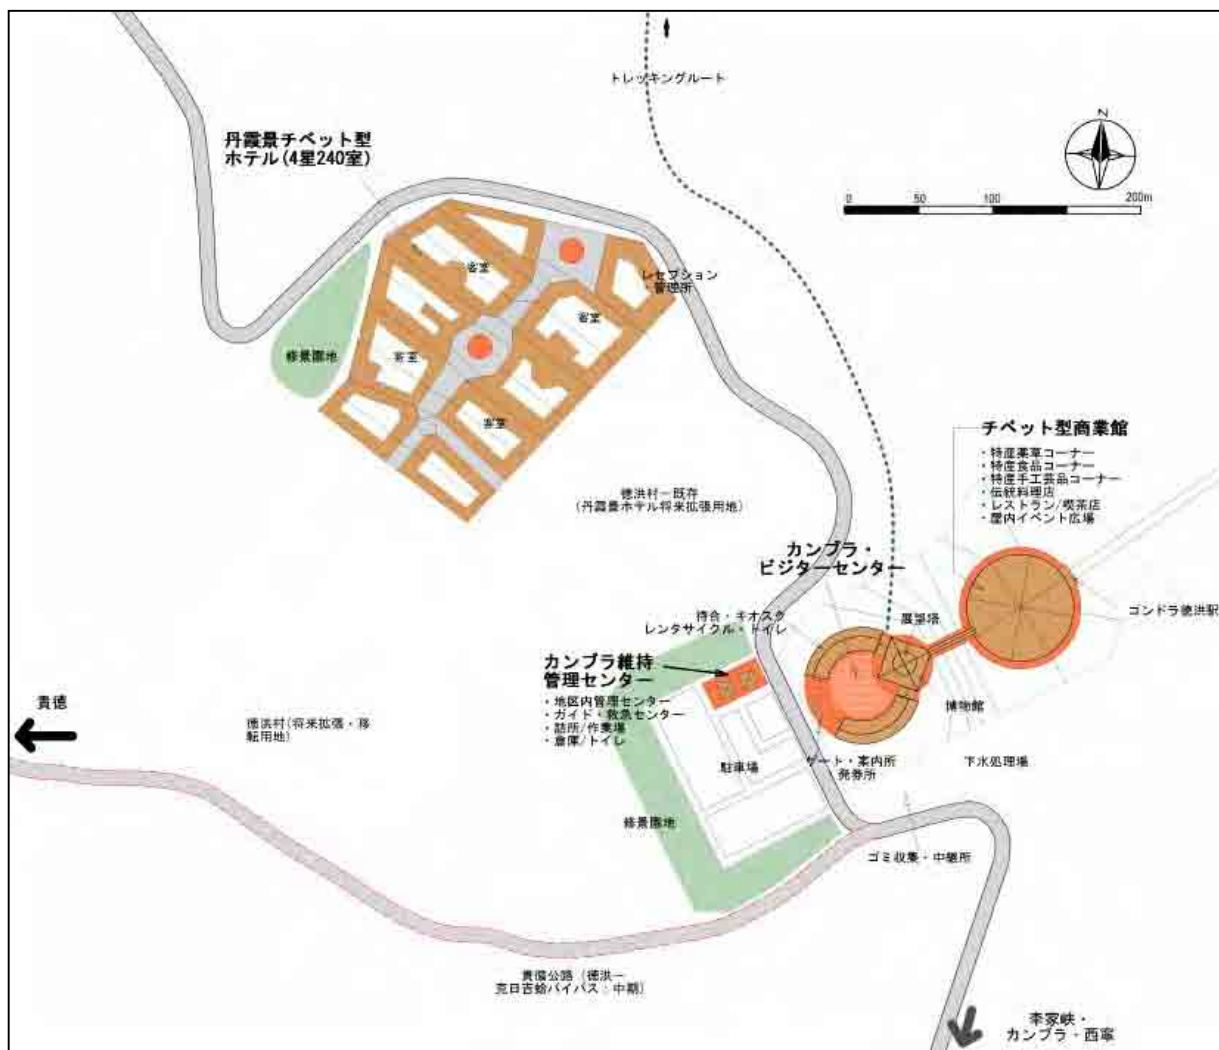 トレッキングルート
N
0 50 100 200m
丹霞景チベット型
ホテル(4星240室)
客室
レセプション
・管理所
客室
修景園地
客室
客室
チベット型商業館
・特産薬草コーナー
・特産食品コーナー
・特産手工芸品コーナー
・伝統料理店
・レストラン/喫茶店
・屋内イベント広場
徳洪村－既存
(丹霞景ホテル将来拡張用地)
カンブラ・
ビジターセンター
待合・キオスク
レンタサイクル・トイレ
展望塔
ゴンドラ徳洪駅
カンブラ維持
管理センター
・地区内管理センター
・ガイド・救急センター
・詰所/作業場
・倉庫/トイレ
貴徳
徳洪村(将来拡張・移
転用地)
博物館
駐車場
ゲート・案内所
発券所
下水処理場
修景園地
ゴミ収集・中継所
貴徳公路（徳洪－
克日吉蛤バイパス：中期）
李家峡・
カンブラ・西寧